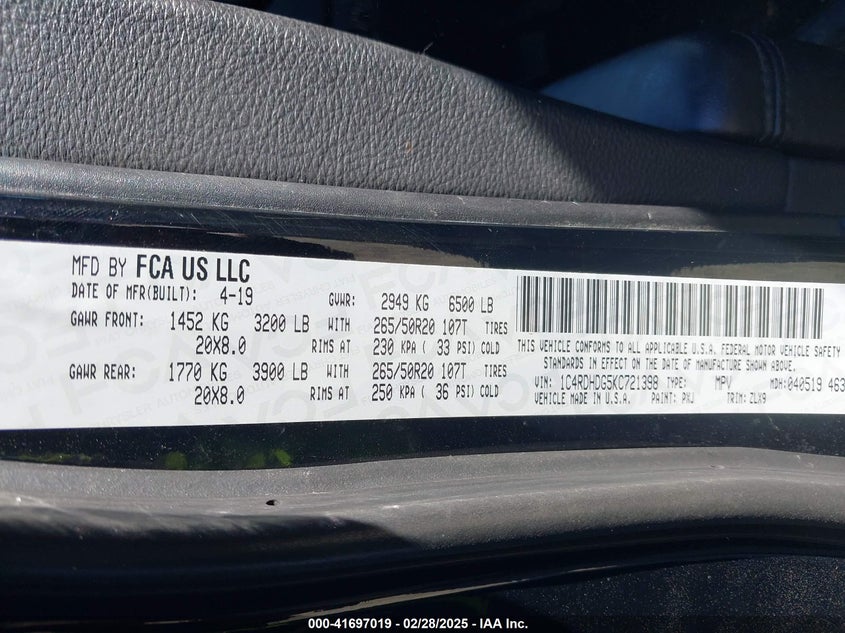 MFD BY FCA US LLC
DATE OF MFR(BUILT): 4-19 GVWR: 2949 KG 6500 LB
GAWR FRONT: 1452 KG 3200 LB WITH 265/50R20 107T TIRES
20X8.0 RIMS AT 230 KPA ( 33 PSI) COLD
GAWR REAR: 1770 KG 3900 LB WITH 265/50R20 107T TIRES
20X8.0 RIMS AT 250 KPA ( 36 PSI) COLD
THIS VEHICLE CONFORMS TO ALL APPLICABLE U.S.A. FEDERAL MOTOR VEHICLE SAFETY
STANDARDS IN EFFECT ON THE DATE OF MANUFACTURE SHOWN ABOVE.
VIN: 1C4RDHDG5KC721398 TYPE: MPV MDH: 040519 463
VEHICLE MADE IN U.S.A. PAINT: PXJ TRIM: ZLX9
000-41697019 - 02/28/2025 - IAA Inc.